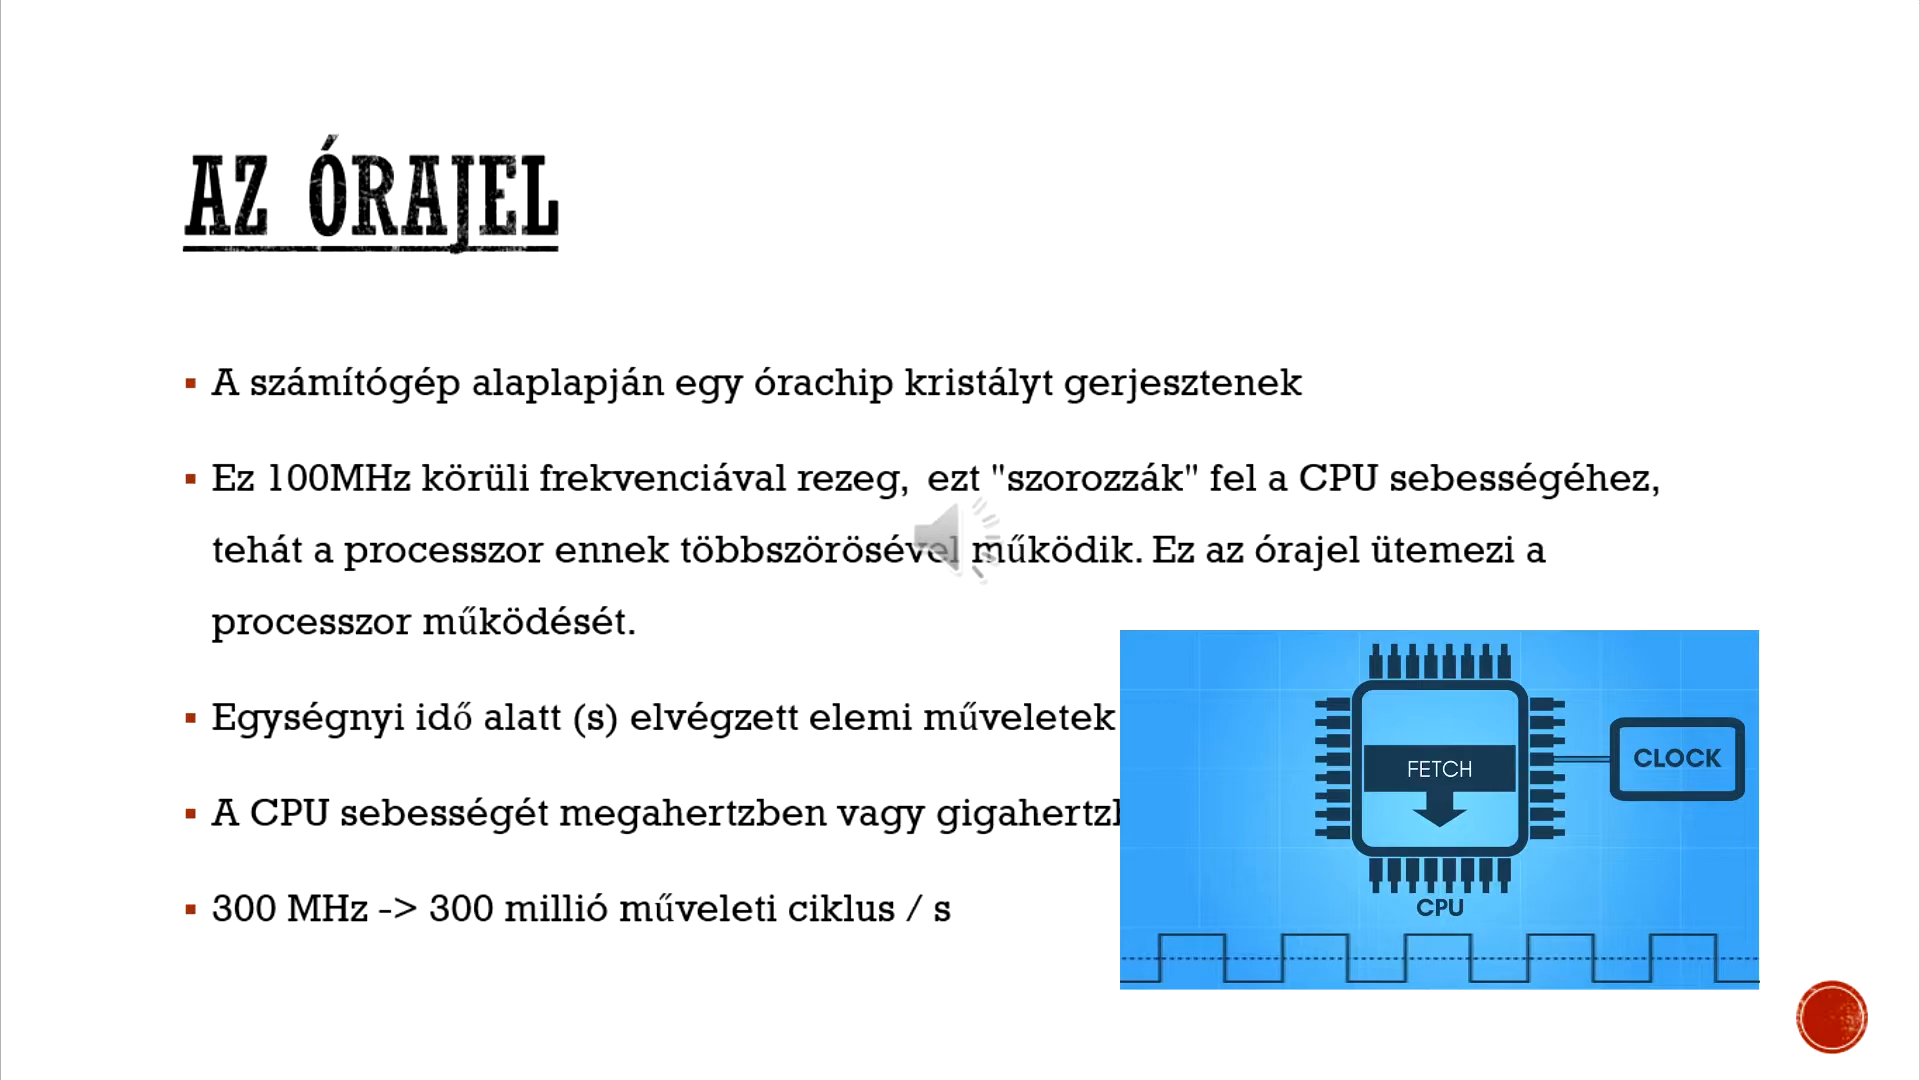 AZ ÓRAJEL
A számítógép alaplapján egy órachip kristályt gerjesztenek
Ez 100MHz körüli frekvenciával rezeg, ezt "szorozzák" fel a CPU sebességéhez,
tehát a processzor ennek többszörösével működik. Ez az órajel ütemezi a
processzor működését.
Egységnyi idő alatt (s) elvégzett elemi műveletek
A CPU sebességét megahertzben vagy
300 MHz -> 300 millió műveleti ciklus / s
FETCH
CLOCK
CPU